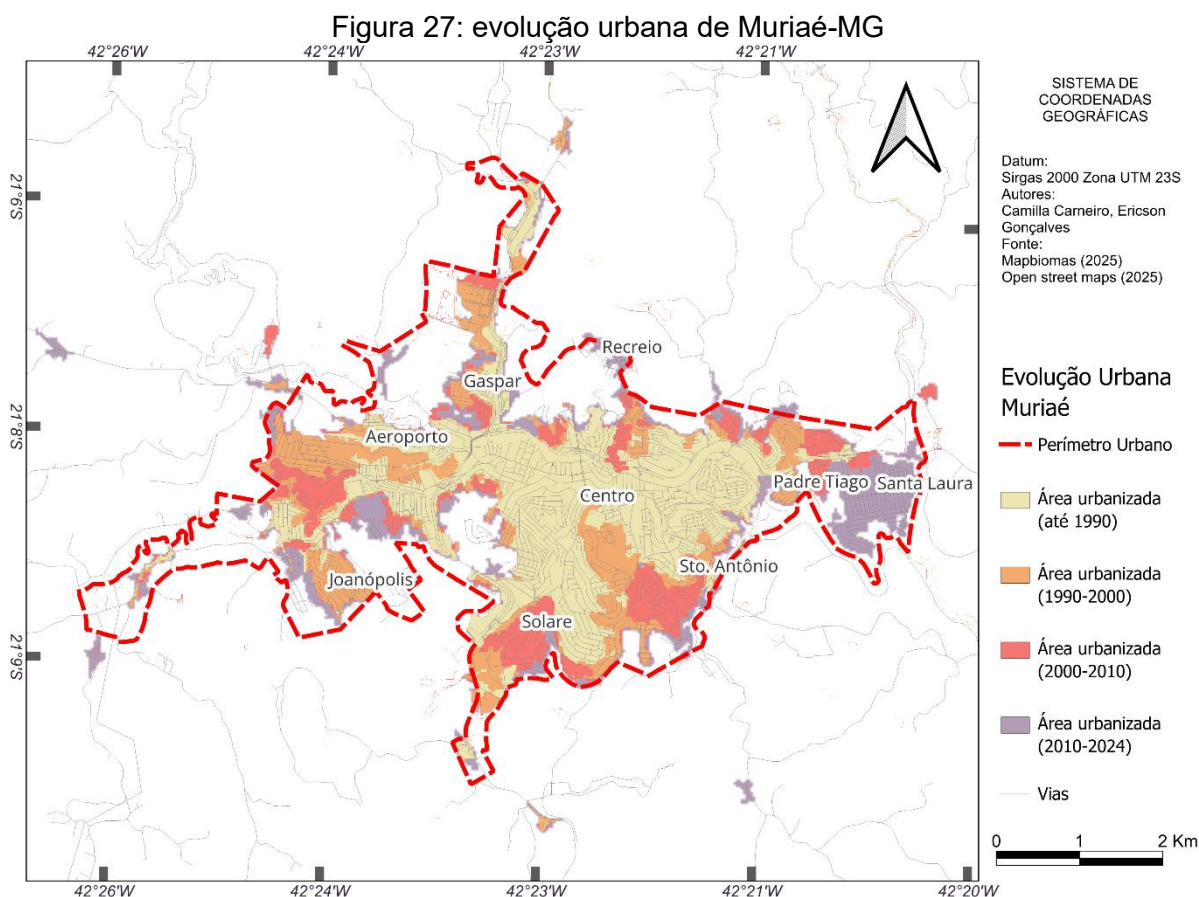 Figura 27: evolução urbana de Muriaé-MG
42°26'W
42°24'W
42°23'W
42°21'W
21°6'S
21°8'S
21°9'S
Recreio
Gaspar
Aeroporto
Centro
Padre Tiago
Santa Laura
Sto. Antônio
Joanópolis
Solare
42°26'W
42°24'W
42°23'W
42°21'W
42°20'W
SISTEMA DE
COORDENADAS
GEOGRÁFICAS
Datum:
Sirgas 2000 Zona UTM 23S
Autores:
Camilla Carneiro, Ericson
Gonçalves
Fonte:
Mapbiomas (2025)
Open street maps (2025)
Evolução Urbana
Muriaé
Perímetro Urbano
Área urbanizada
(até 1990)
Área urbanizada
(1990-2000)
Área urbanizada
(2000-2010)
Área urbanizada
(2010-2024)
Vias
0 1 2 Km